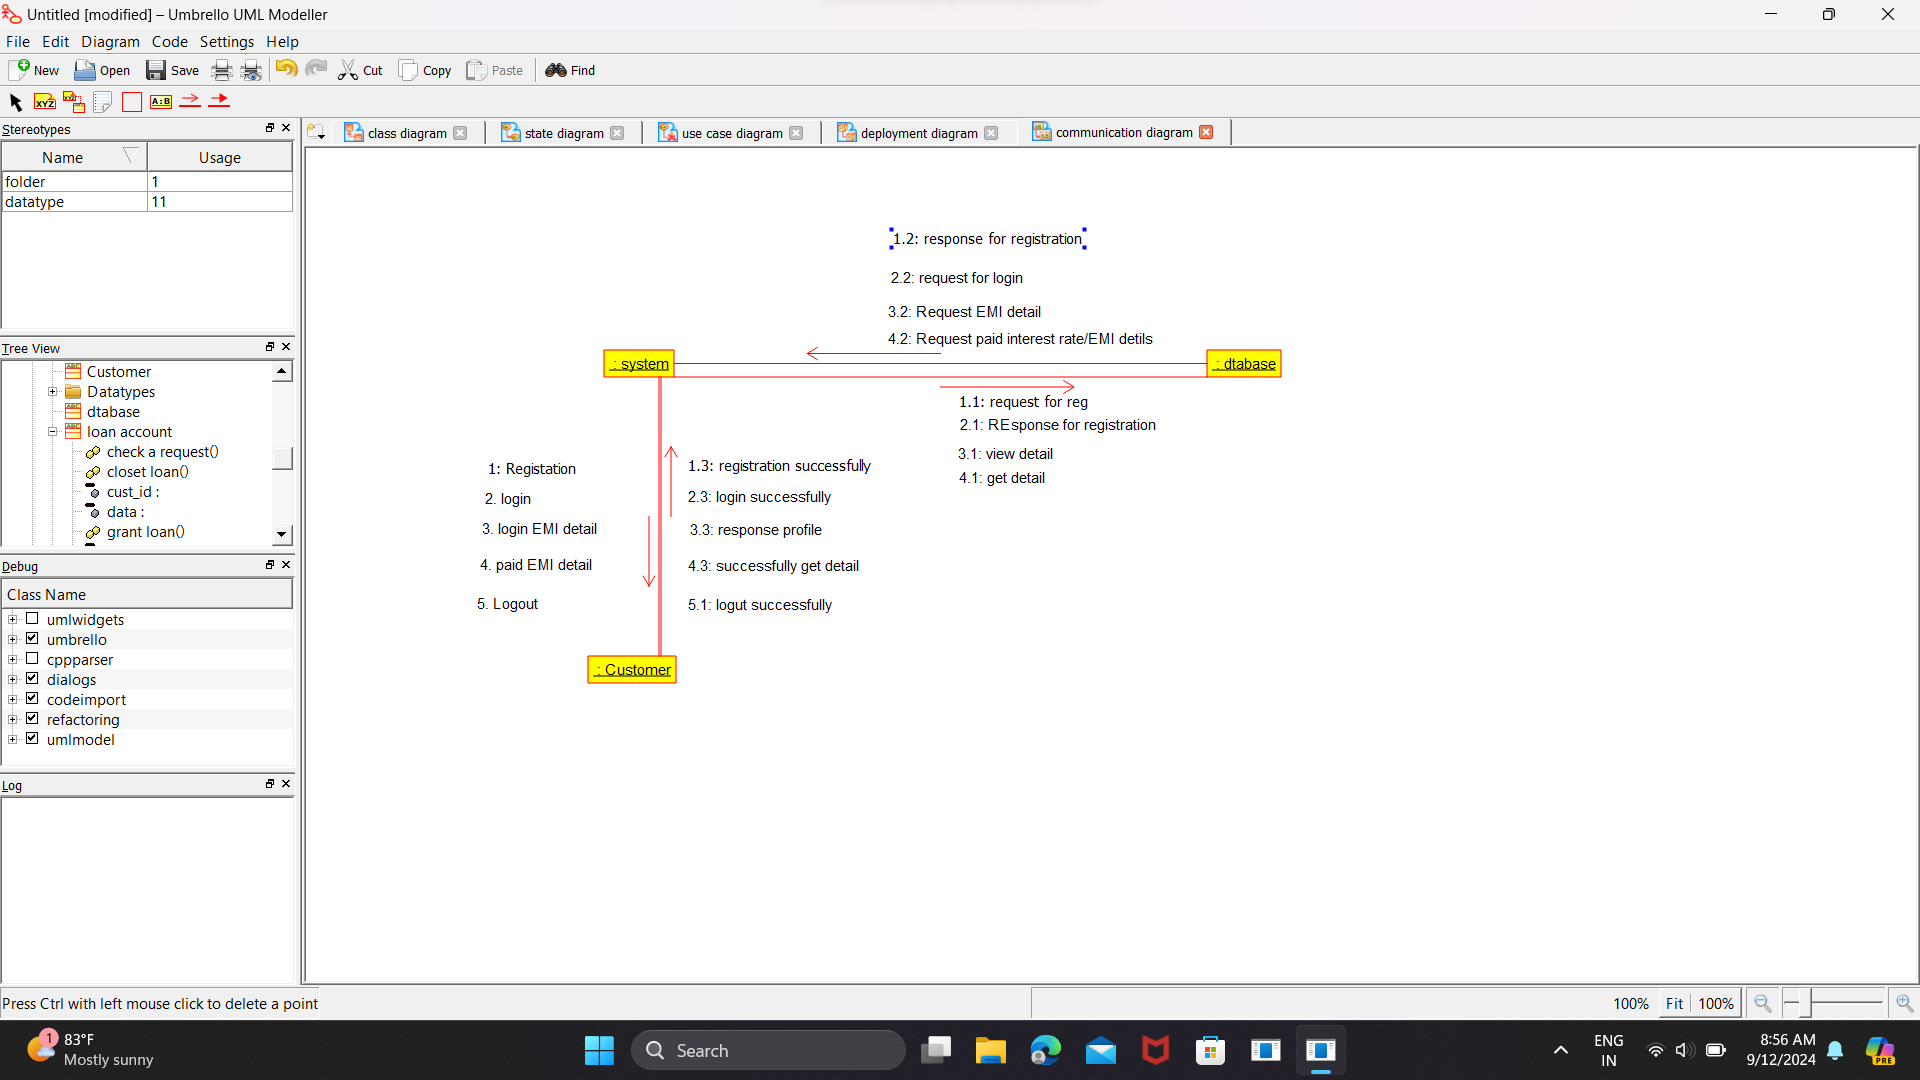 Untitled [modified] – Umbrello UML Modeller
File Edit Diagram Code Settings Help
New Open Save Cut Copy Paste Find
XYZ XYZ A:B
Stereotypes
Name Usage
folder 1
datatype 11
Tree View
Customer
Datatypes
dtabase
loan account
check a request()
closet loan()
cust_id :
data :
grant loan()
Debug
Class Name
umlwidgets
umbrello
cppparser
dialogs
codeimport
refactoring
umlmodel
Log
class diagram state diagram use case diagram deployment diagram communication diagram
1.2: response for registration
2.2: request for login
3.2: Request EMI detail
4.2: Request paid interest rate/EMI detils
: system : dtabase
1.1: request for reg
2.1: REsponse for registration
3.1: view detail
4.1: get detail
1: Registation
2. login
3. login EMI detail
4. paid EMI detail
5. Logout
1.3: registration successfully
2.3: login successfully
3.3: response profile
4.3: successfully get detail
5.1: logut successfully
: Customer
Press Ctrl with left mouse click to delete a point
100% Fit 100%
1
83°F
Mostly sunny
Search
ENG
IN
8:56 AM
9/12/2024
PRE